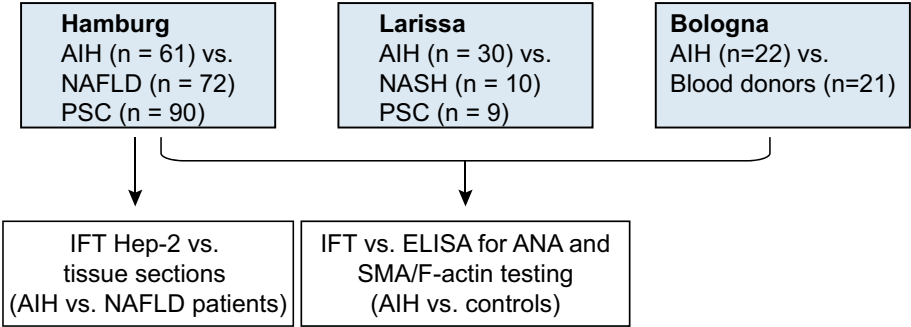 Hamburg
AIH (n = 61) vs.
NAFLD (n = 72)
PSC (n = 90)
Larissa
AIH (n = 30) vs.
NASH (n = 10)
PSC (n = 9)
Bologna
AIH (n=22) vs.
Blood donors (n=21)
IFT Hep-2 vs.
tissue sections
(AIH vs. NAFLD patients)
IFT vs. ELISA for ANA and
SMA/F-actin testing
(AIH vs. controls)